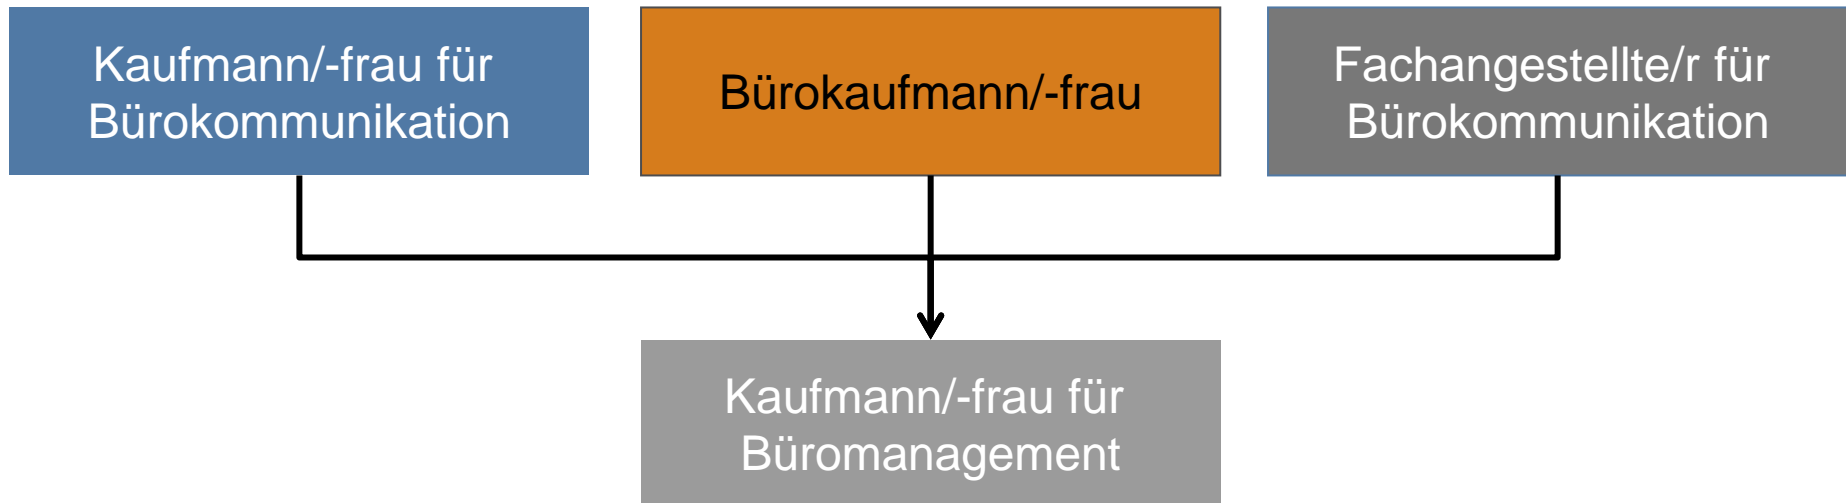 Kaufmann/-frau für
Bürokommunikation
Bürokaufmann/-frau
Fachangestellte/r für
Bürokommunikation
Kaufmann/-frau für
Büromanagement